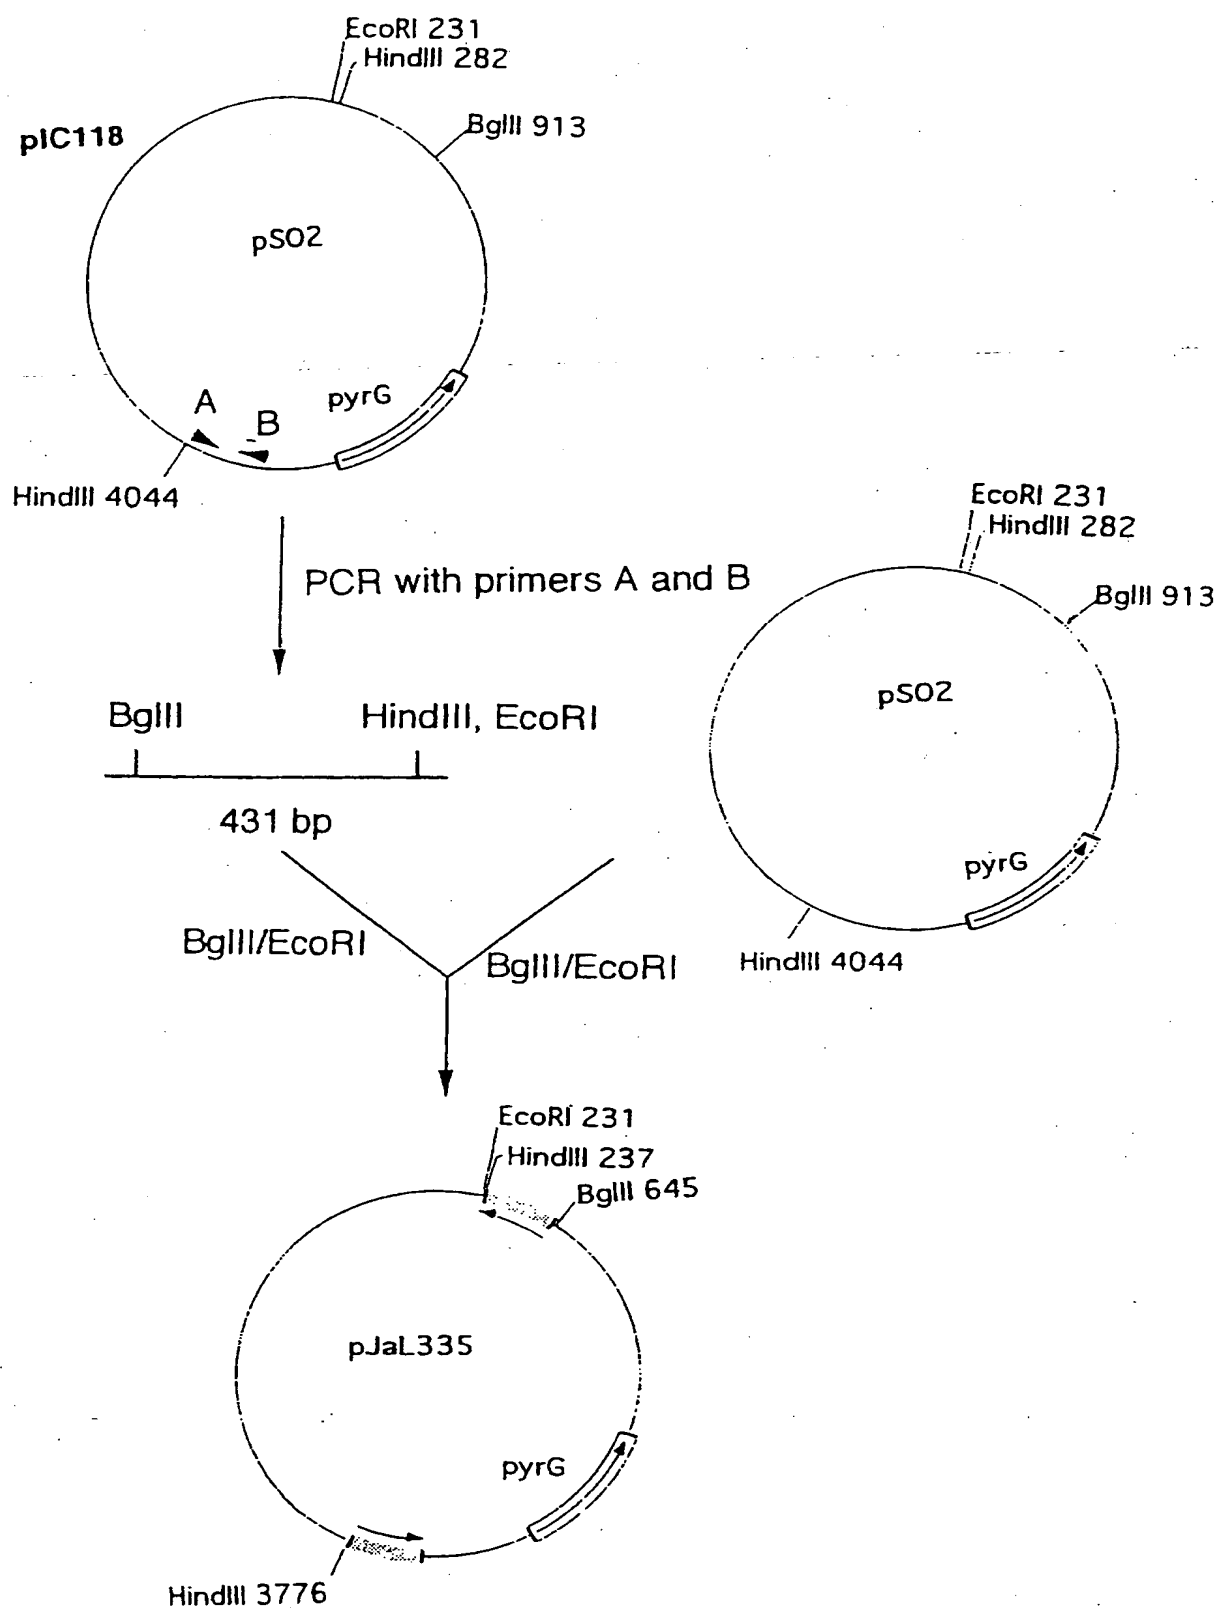 EcoRI 231
HindIII 282
BglII 913
pIC118
pSO2
pyrG
A
B
HindIII 4044
PCR with primers A and B
EcoRI 231
HindIII 282
BglII 913
pSO2
pyrG
HindIII 4044
BglII
HindIII, EcoRI
431 bp
BglII/EcoRI
BglII/EcoRI
EcoRI 231
HindIII 237
BglII 645
pJaL335
pyrG
HindIII 3776